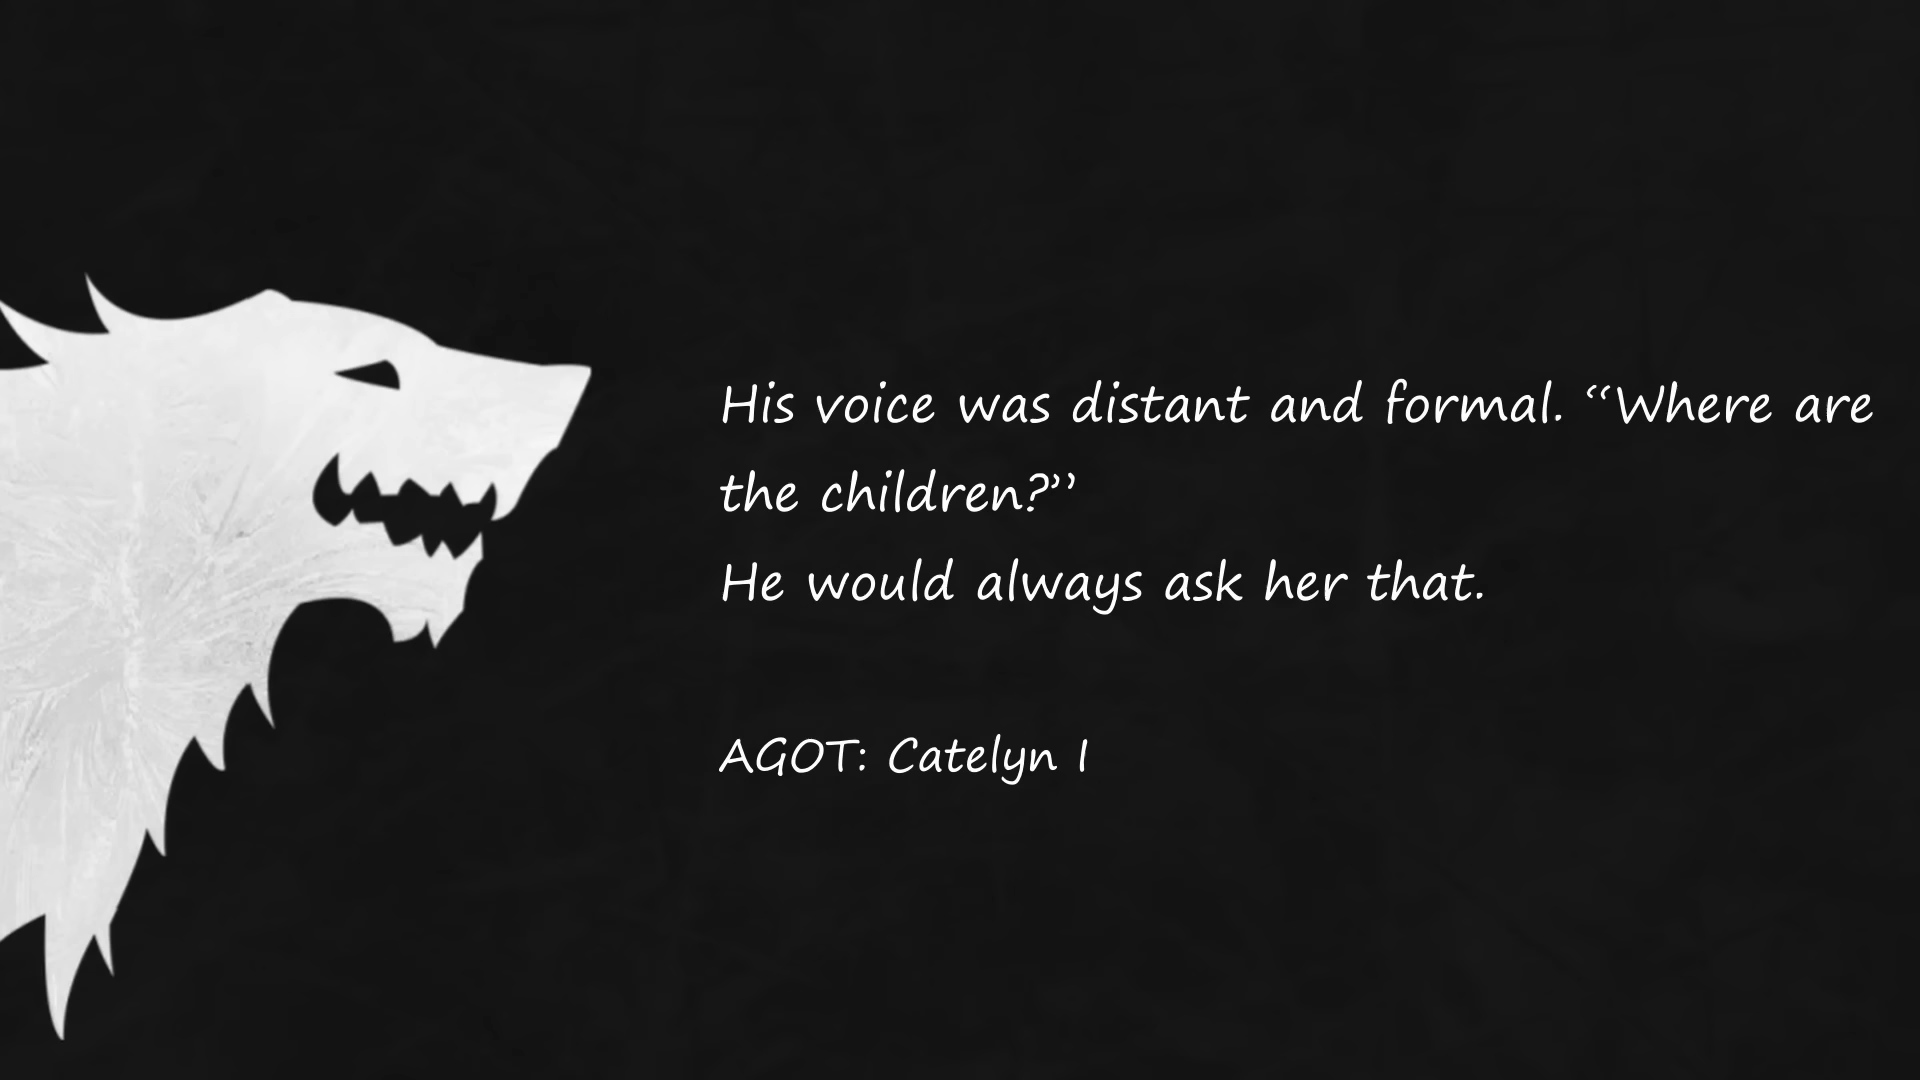 His voice was distant and formal. “Where are
the children?”
He would always ask her that.
AGOT: Catelyn I